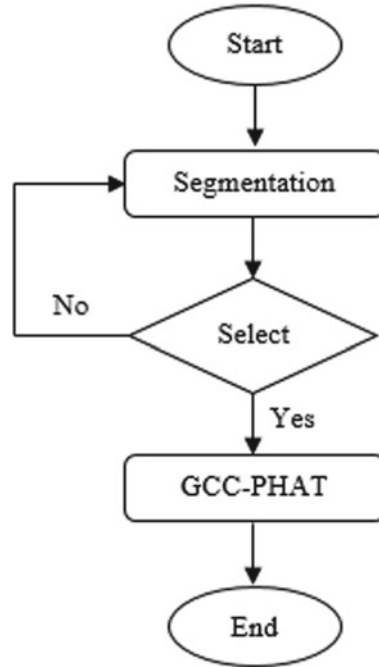 Start
Segmentation
No
Select
Yes
GCC-PHAT
End